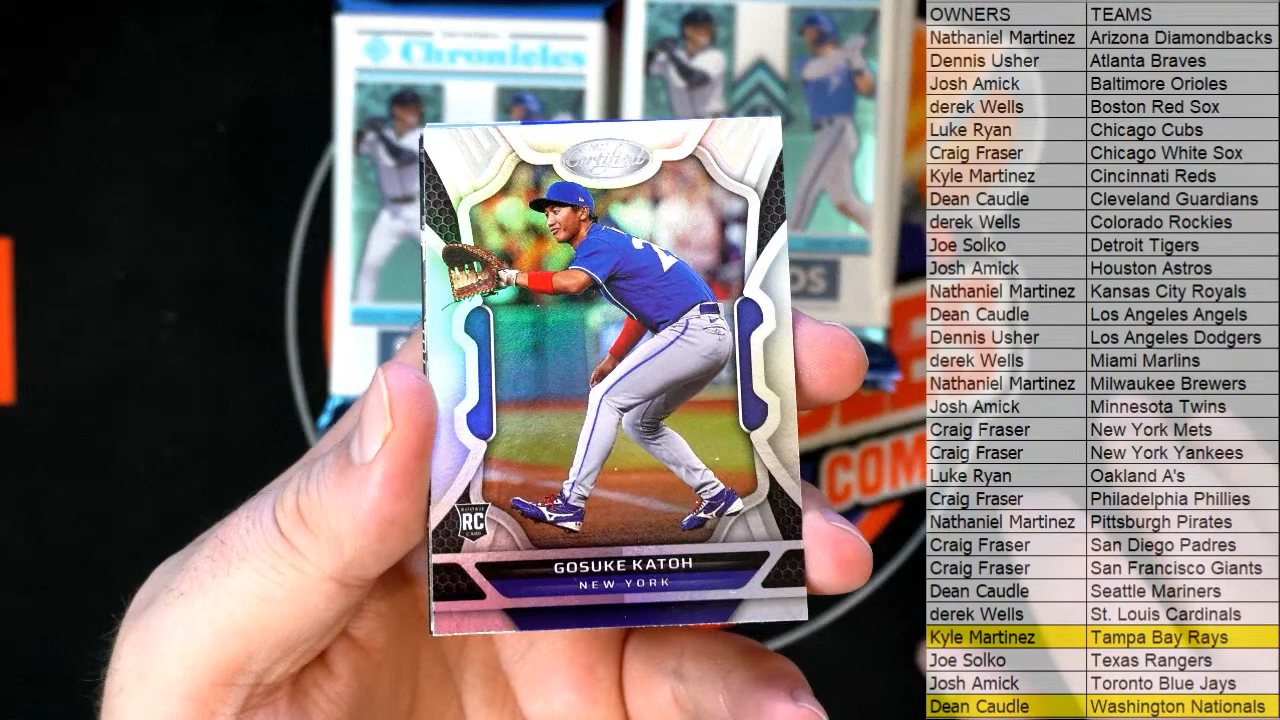 Chronicles
Certified
2
ROOKIE
RC
CARD
GOSUKE KATOH
NEW YORK
COM
OWNERS TEAMS
Nathaniel Martinez Arizona Diamondbacks
Dennis Usher Atlanta Braves
Josh Amick Baltimore Orioles
derek Wells Boston Red Sox
Luke Ryan Chicago Cubs
Craig Fraser Chicago White Sox
Kyle Martinez Cincinnati Reds
Dean Caudle Cleveland Guardians
derek Wells Colorado Rockies
Joe Solko Detroit Tigers
Josh Amick Houston Astros
Nathaniel Martinez Kansas City Royals
Dean Caudle Los Angeles Angels
Dennis Usher Los Angeles Dodgers
derek Wells Miami Marlins
Nathaniel Martinez Milwaukee Brewers
Josh Amick Minnesota Twins
Craig Fraser New York Mets
Craig Fraser New York Yankees
Luke Ryan Oakland A's
Craig Fraser Philadelphia Phillies
Nathaniel Martinez Pittsburgh Pirates
Craig Fraser San Diego Padres
Craig Fraser San Francisco Giants
Dean Caudle Seattle Mariners
derek Wells St. Louis Cardinals
Kyle Martinez Tampa Bay Rays
Joe Solko Texas Rangers
Josh Amick Toronto Blue Jays
Dean Caudle Washington Nationals